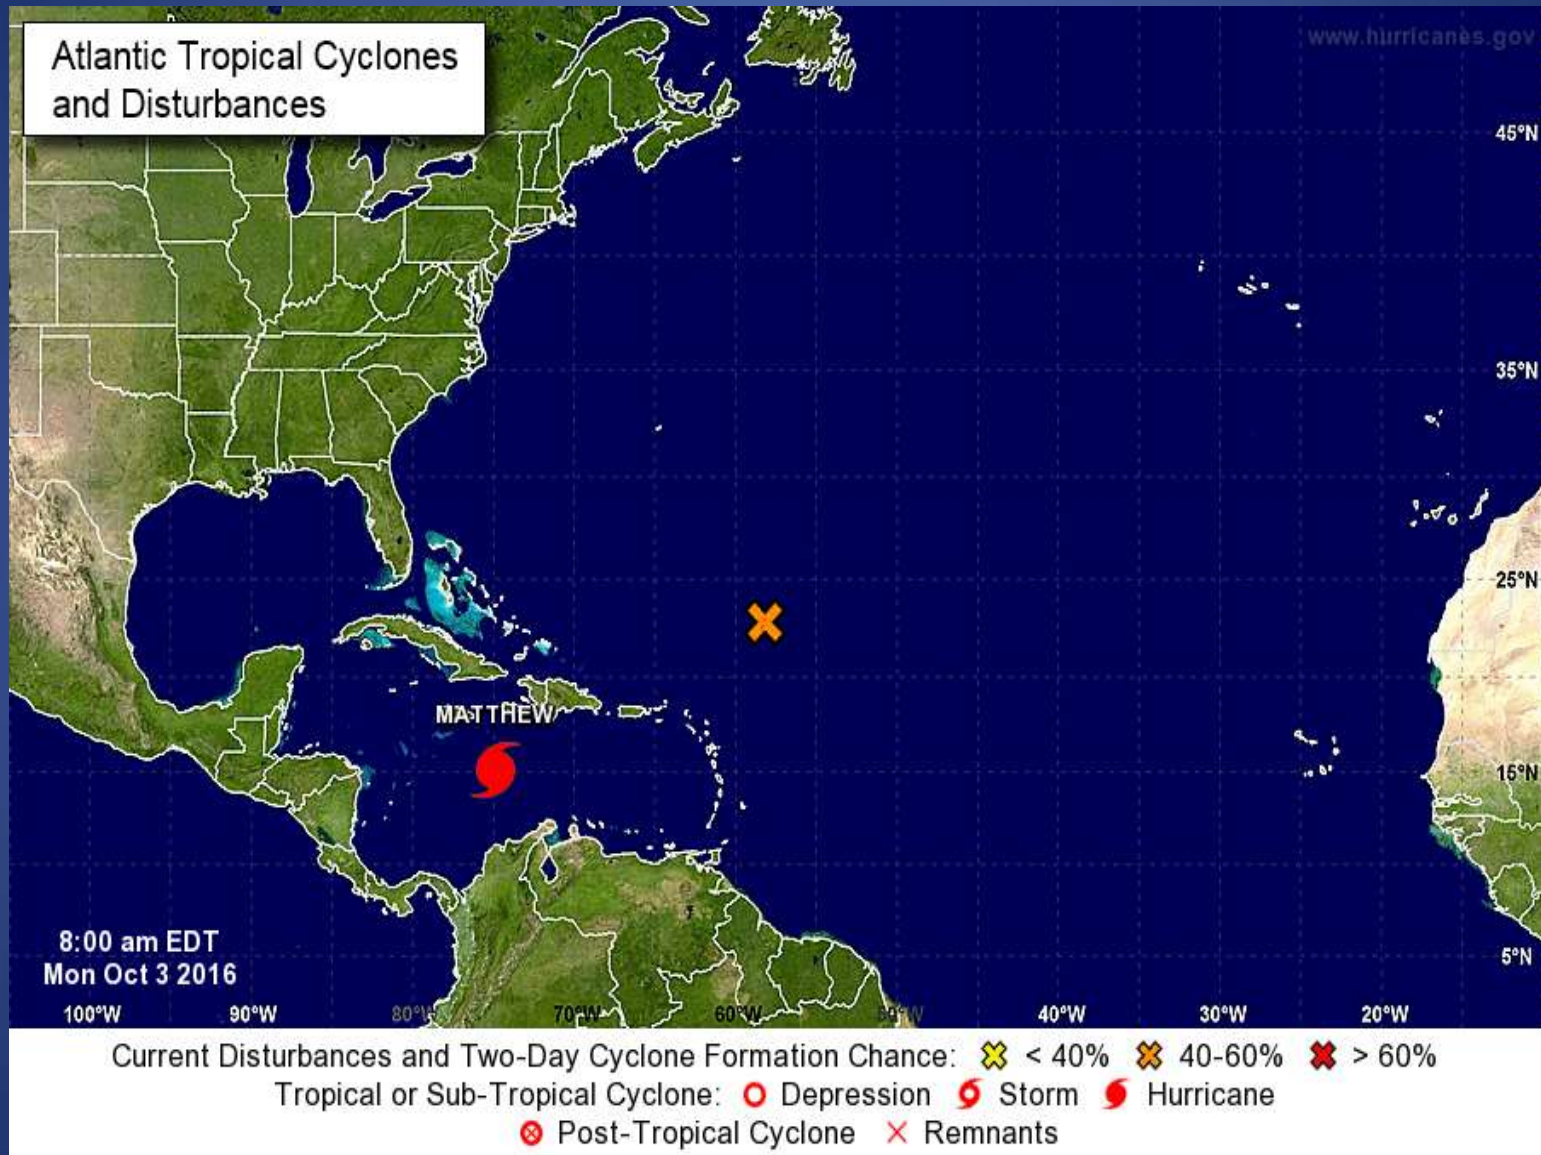 Atlantic Tropical Cyclones
and Disturbances
www.hurricanes.gov
45°N
35°N
25°N
MATTHEW
15°N
8:00 am EDT
Mon Oct 3 2016
5°N
100°W 90°W 80°W 70°W 60°W 50°W 40°W 30°W 20°W
Current Disturbances and Two-Day Cyclone Formation Chance: < 40% 40-60% > 60%
Tropical or Sub-Tropical Cyclone: Depression Storm Hurricane
Post-Tropical Cyclone Remnants